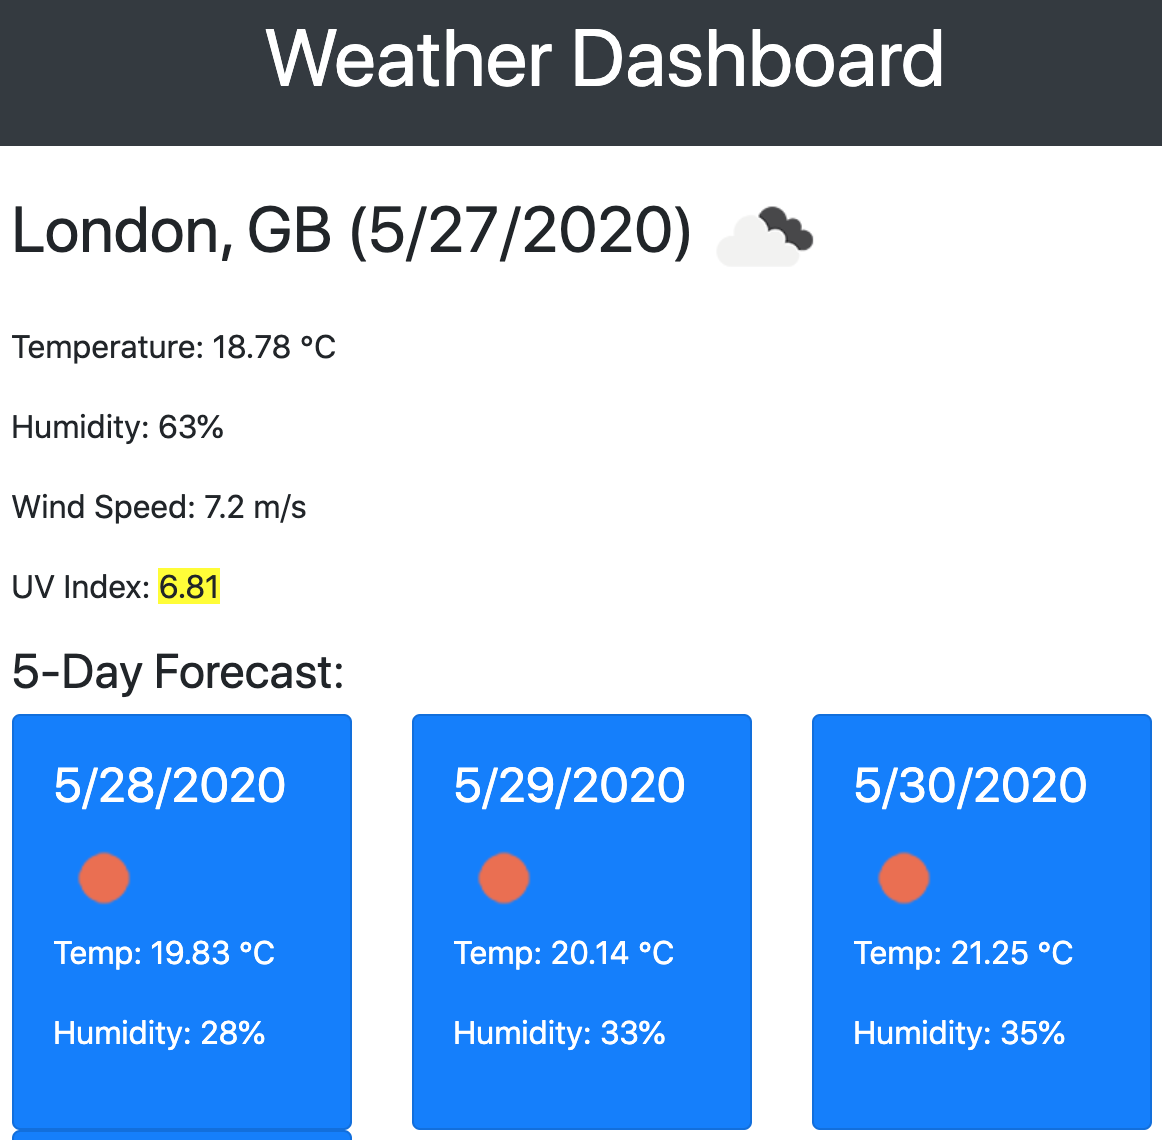 Weather Dashboard
London, GB (5/27/2020)
Temperature: 18.78 °C
Humidity: 63%
Wind Speed: 7.2 m/s
UV Index: 6.81
5-Day Forecast:
5/28/2020
Temp: 19.83 °C
Humidity: 28%
5/29/2020
Temp: 20.14 °C
Humidity: 33%
5/30/2020
Temp: 21.25 °C
Humidity: 35%